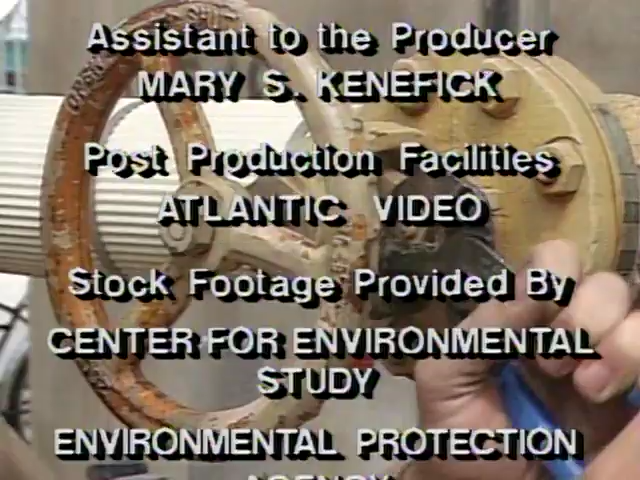 Assistant to the Producer
MARY S. KENEFICK
Post Production Facilities
ATLANTIC VIDEO
Stock Footage Provided By
CENTER FOR ENVIRONMENTAL
STUDY
ENVIRONMENTAL PROTECTION
AGENCY